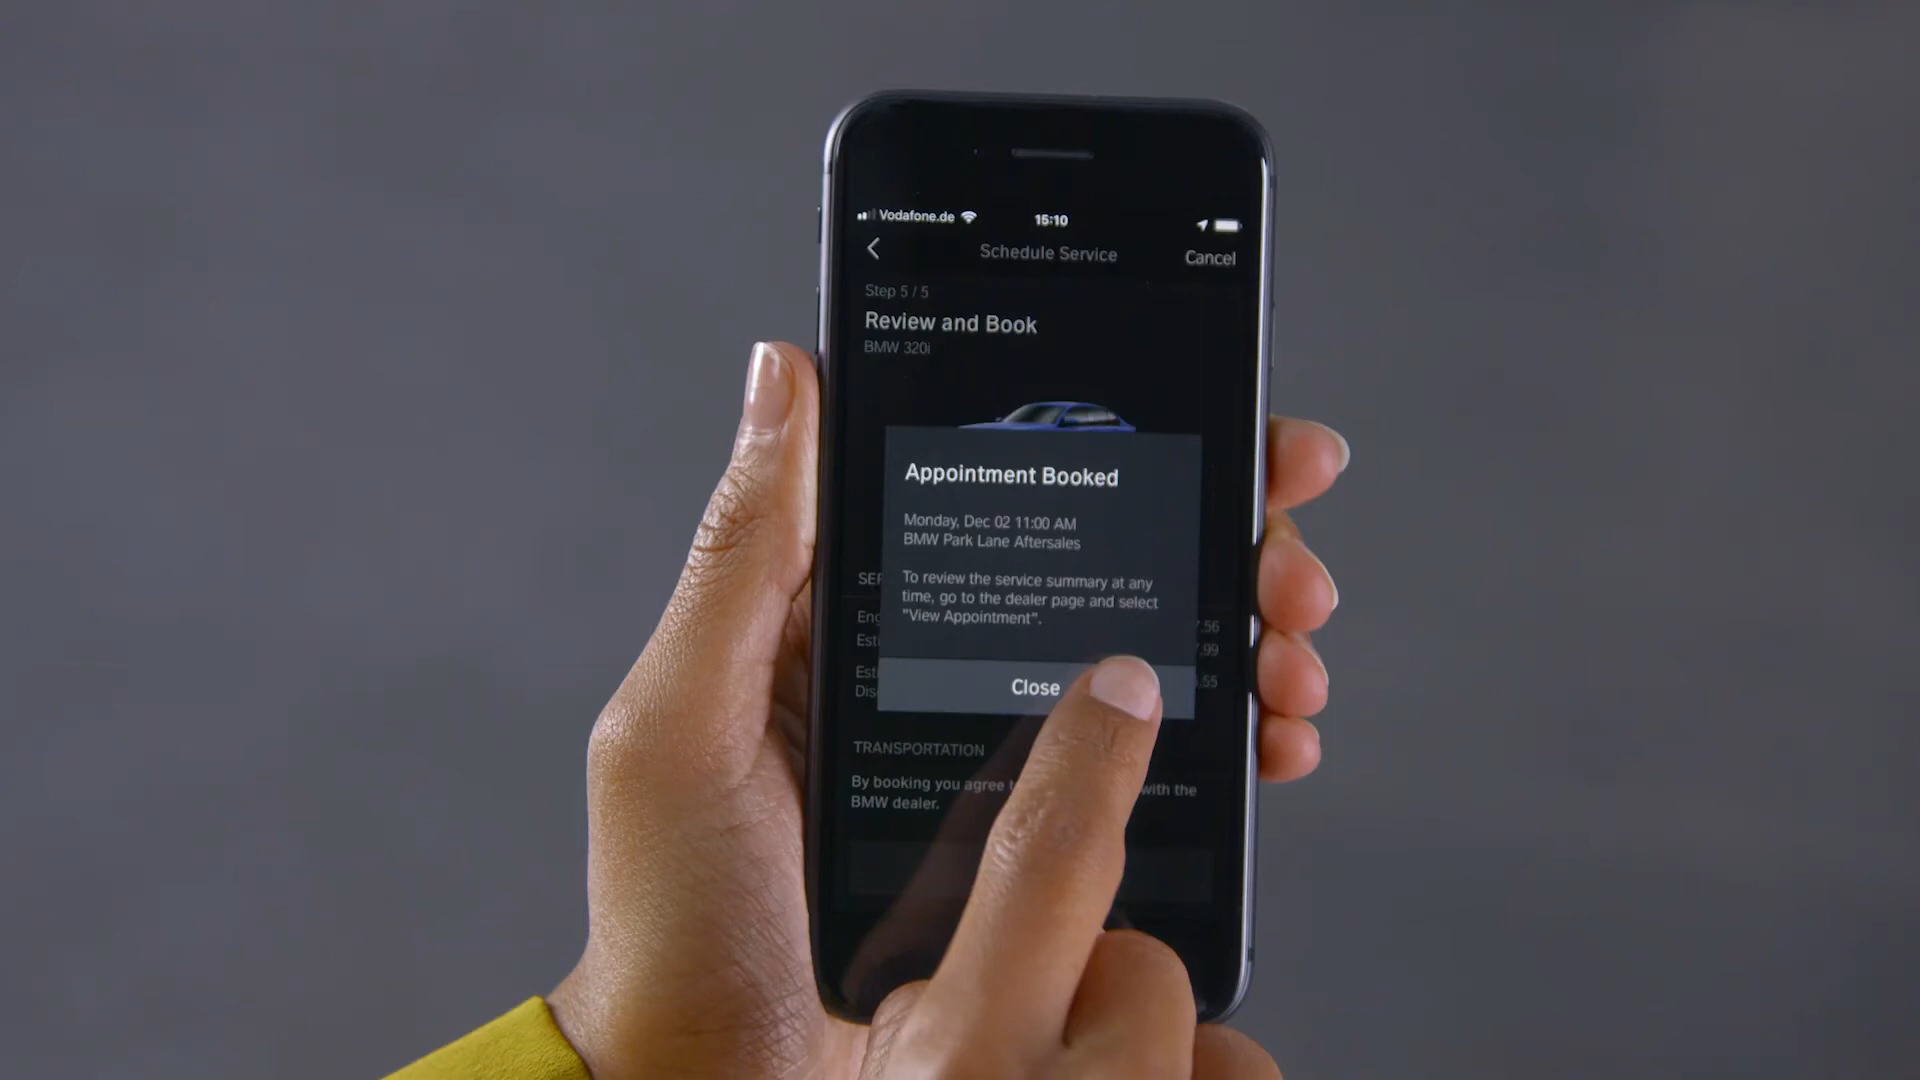 Vodafone.de
15:10
Schedule Service
Cancel
Step 5 / 5
Review and Book
BMW 320i
Appointment Booked
Monday, Dec 02 11:00 AM
BMW Park Lane Aftersales
To review the service summary at any
time, go to the dealer page and select
"View Appointment".
Close
TRANSPORTATION
By booking you agree with the
BMW dealer.